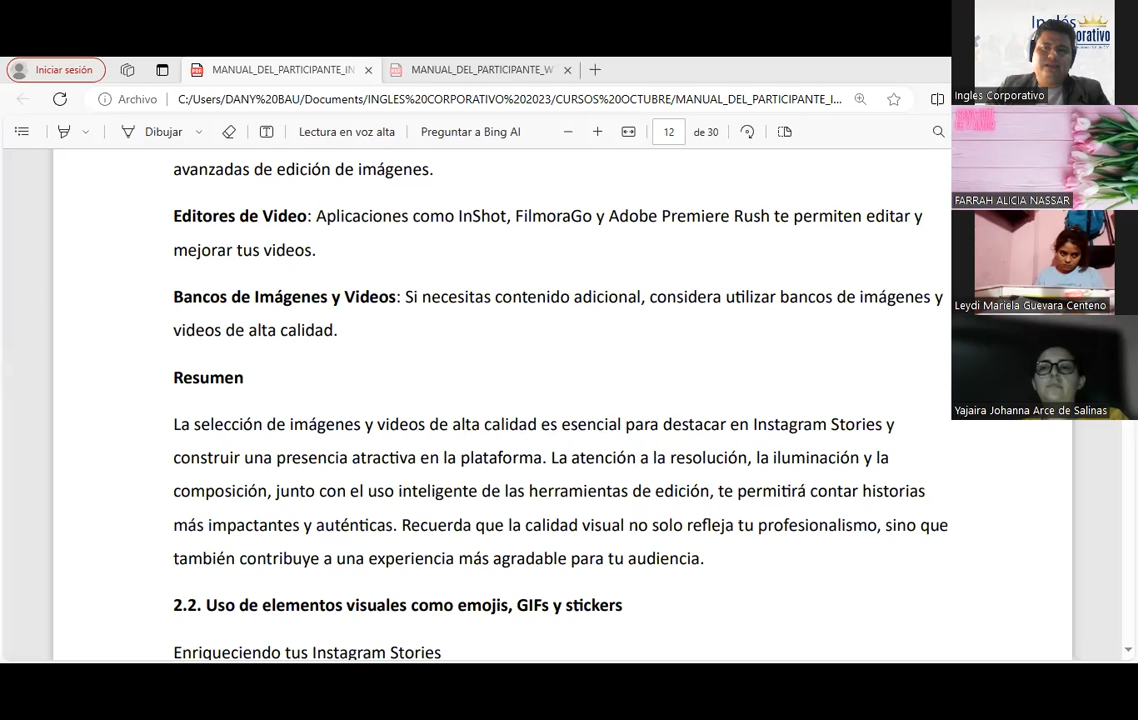 Iniciar sesión
MANUAL_DEL_PARTICIPANTE_IN
MANUAL_DEL_PARTICIPANTE_W
Archivo
C:/Users/DANY%20BAU/Documents/INGLES%20CORPORATIVO%202023/CURSOS%20OCTUBRE/MANUAL_DEL_PARTICIPANTE_I...
Dibujar
Lectura en voz alta
Preguntar a Bing AI
12
de 30
avanzadas de edición de imágenes.
Editores de Video: Aplicaciones como InShot, FilmoraGo y Adobe Premiere Rush te permiten editar y
mejorar tus videos.
Bancos de Imágenes y Videos: Si necesitas contenido adicional, considera utilizar bancos de imágenes y
videos de alta calidad.
Resumen
La selección de imágenes y videos de alta calidad es esencial para destacar en Instagram Stories y
construir una presencia atractiva en la plataforma. La atención a la resolución, la iluminación y la
composición, junto con el uso inteligente de las herramientas de edición, te permitirá contar historias
más impactantes y auténticas. Recuerda que la calidad visual no solo refleja tu profesionalismo, sino que
también contribuye a una experiencia más agradable para tu audiencia.
2.2. Uso de elementos visuales como emojis, GIFs y stickers
Enriqueciendo tus Instagram Stories
Ingles Corporativo
FARRAH ALICIA NASSAR
Leydi Mariela Guevara Centeno
Yajaira Johanna Arce de Salinas